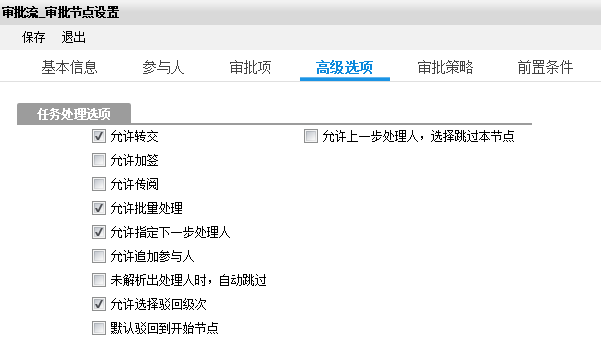 审批流_审批节点设置
保存 退出
基本信息 参与人 审批项 高级选项 审批策略 前置条件
任务处理选项
允许转交 允许上一步处理人，选择跳过本节点
允许加签
允许传阅
允许批量处理
允许指定下一步处理人
允许追加参与人
未解析出处理人时，自动跳过
允许选择驳回级次
默认驳回到开始节点